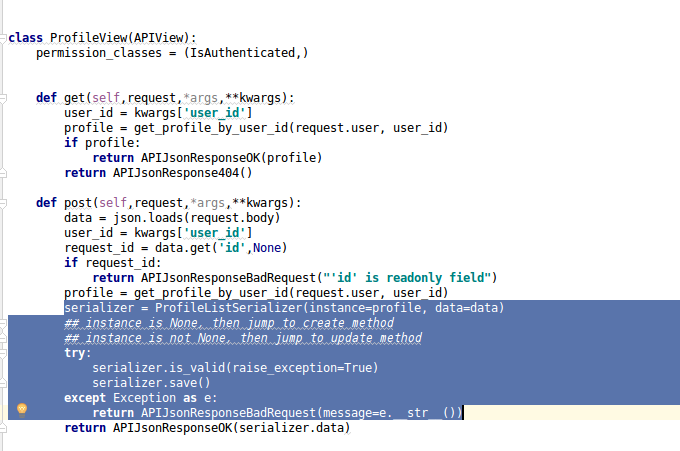 class ProfileView(APIView):
    permission_classes = (IsAuthenticated,)
    def get(self,request,*args,**kwargs):
        user_id = kwargs['user_id']
        profile = get_profile_by_user_id(request.user, user_id)
        if profile:
            return APIJsonResponseOK(profile)
        return APIJsonResponse404()
    def post(self,request,*args,**kwargs):
        data = json.loads(request.body)
        user_id = kwargs['user_id']
        request_id = data.get('id',None)
        if request_id:
            return APIJsonResponseBadRequest("'id' is readonly field")
        profile = get_profile_by_user_id(request.user, user_id)
        serializer = ProfileListSerializer(instance=profile, data=data)
        ## instance is None, then jump to create method
        ## instance is not None, then jump to update method
        try:
            serializer.is_valid(raise_exception=True)
            serializer.save()
        except Exception as e:
            return APIJsonResponseBadRequest(message=e.__str__())
        return APIJsonResponseOK(serializer.data)